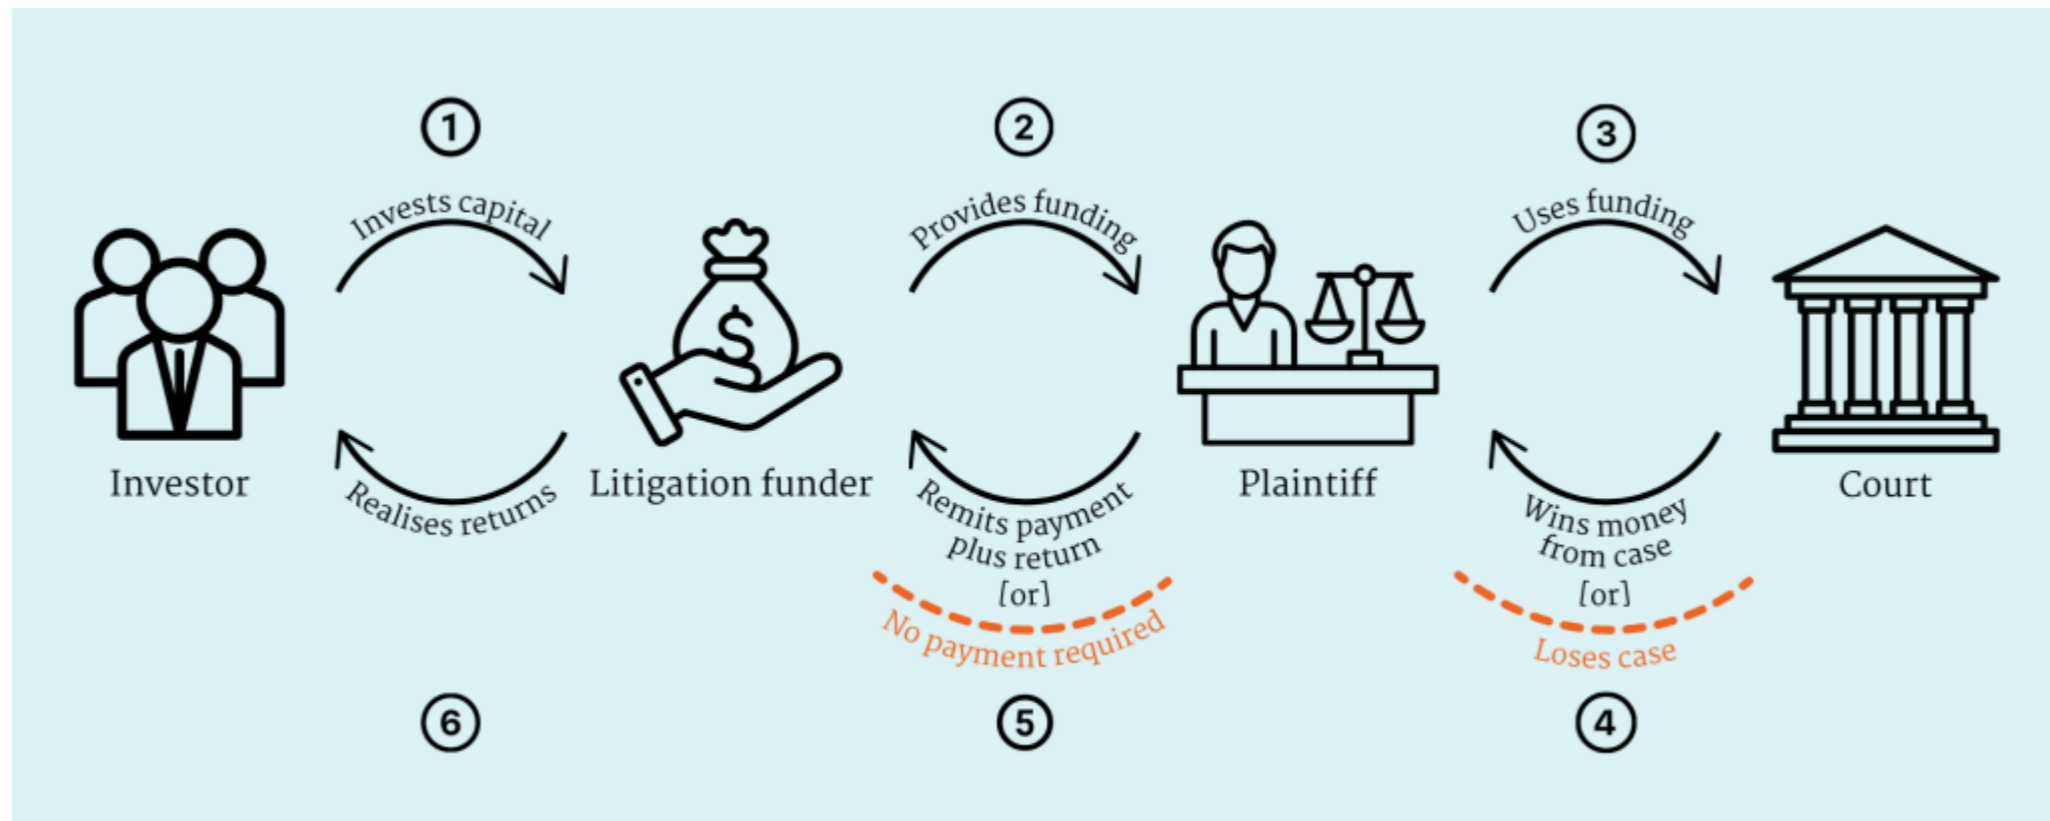 1
2
3
Invests capital
Provides funding
Uses funding
$
Investor
Litigation funder
Plaintiff
Court
Realises returns
Remits payment
plus return
[or]
No payment required
Wins money
from case
[or]
Loses case
6
5
4